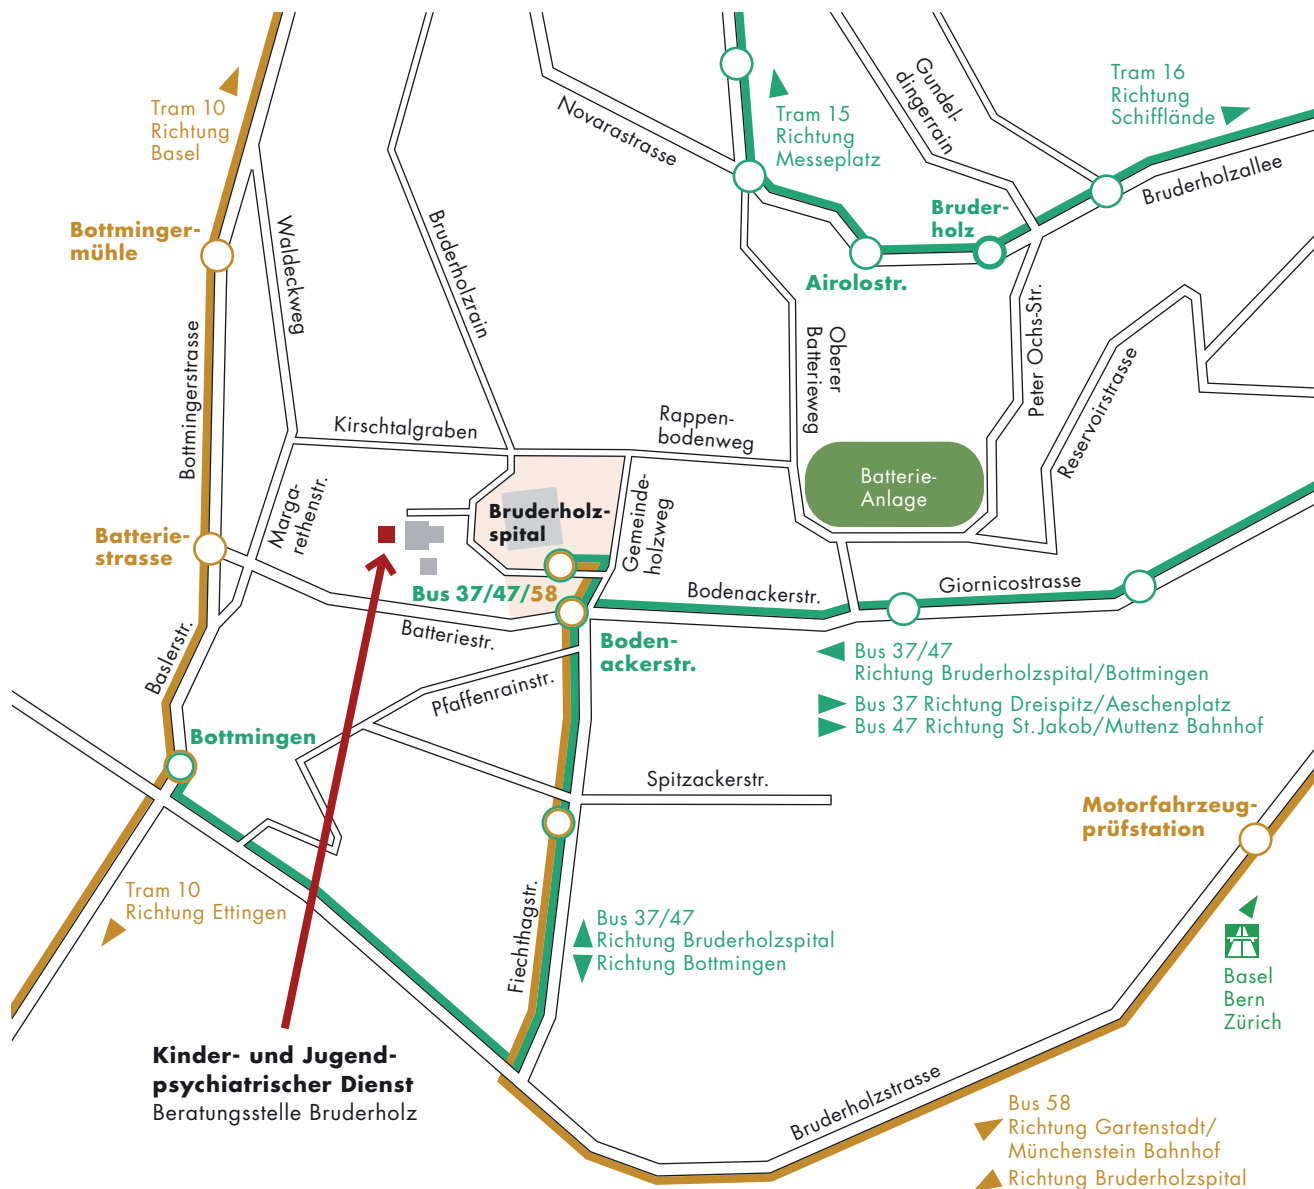 Tram 10
Richtung
Basel
Novarastrasse
Tram 15
Richtung
Messeplatz
Gundel-
dingerrain
Tram 16
Richtung
Schifflände
Bruderholzallee
Bottminger-
mühle
Waldeckweg
Bruderholzrain
Bruder-
holz
Airolostr.
Bottmingerstrasse
Oberer
Batterieweg
Peter Ochs-Str.
Reservoirstrasse
Kirschtalgraben
Rappen-
bodenweg
Batterie-
Anlage
Marga-
rethenstr.
Bruderholz-
spital
Gemeinde-
holzweg
Batterie-
strasse
Bus 37/47/58
Bodenackerstr.
Giornicostrasse
Batteriestr.
Boden-
ackerstr.
Baslerstr.
Pfaffenrainstr.
Bus 37/47
Richtung Bruderholzspital/Bottmingen
Bus 37 Richtung Dreispitz/Aeschenplatz
Bus 47 Richtung St.Jakob/Muttenz Bahnhof
Bottmingen
Spitzackerstr.
Motorfahrzeug-
prüfstation
Tram 10
Richtung Ettingen
Fiechthagstr.
Bus 37/47
Richtung Bruderholzspital
Richtung Bottmingen
Basel
Bern
Zürich
Kinder- und Jugend-
psychiatrischer Dienst
Beratungsstelle Bruderholz
Bruderholzstrasse
Bus 58
Richtung Gartenstadt/
Münchenstein Bahnhof
Richtung Bruderholzspital